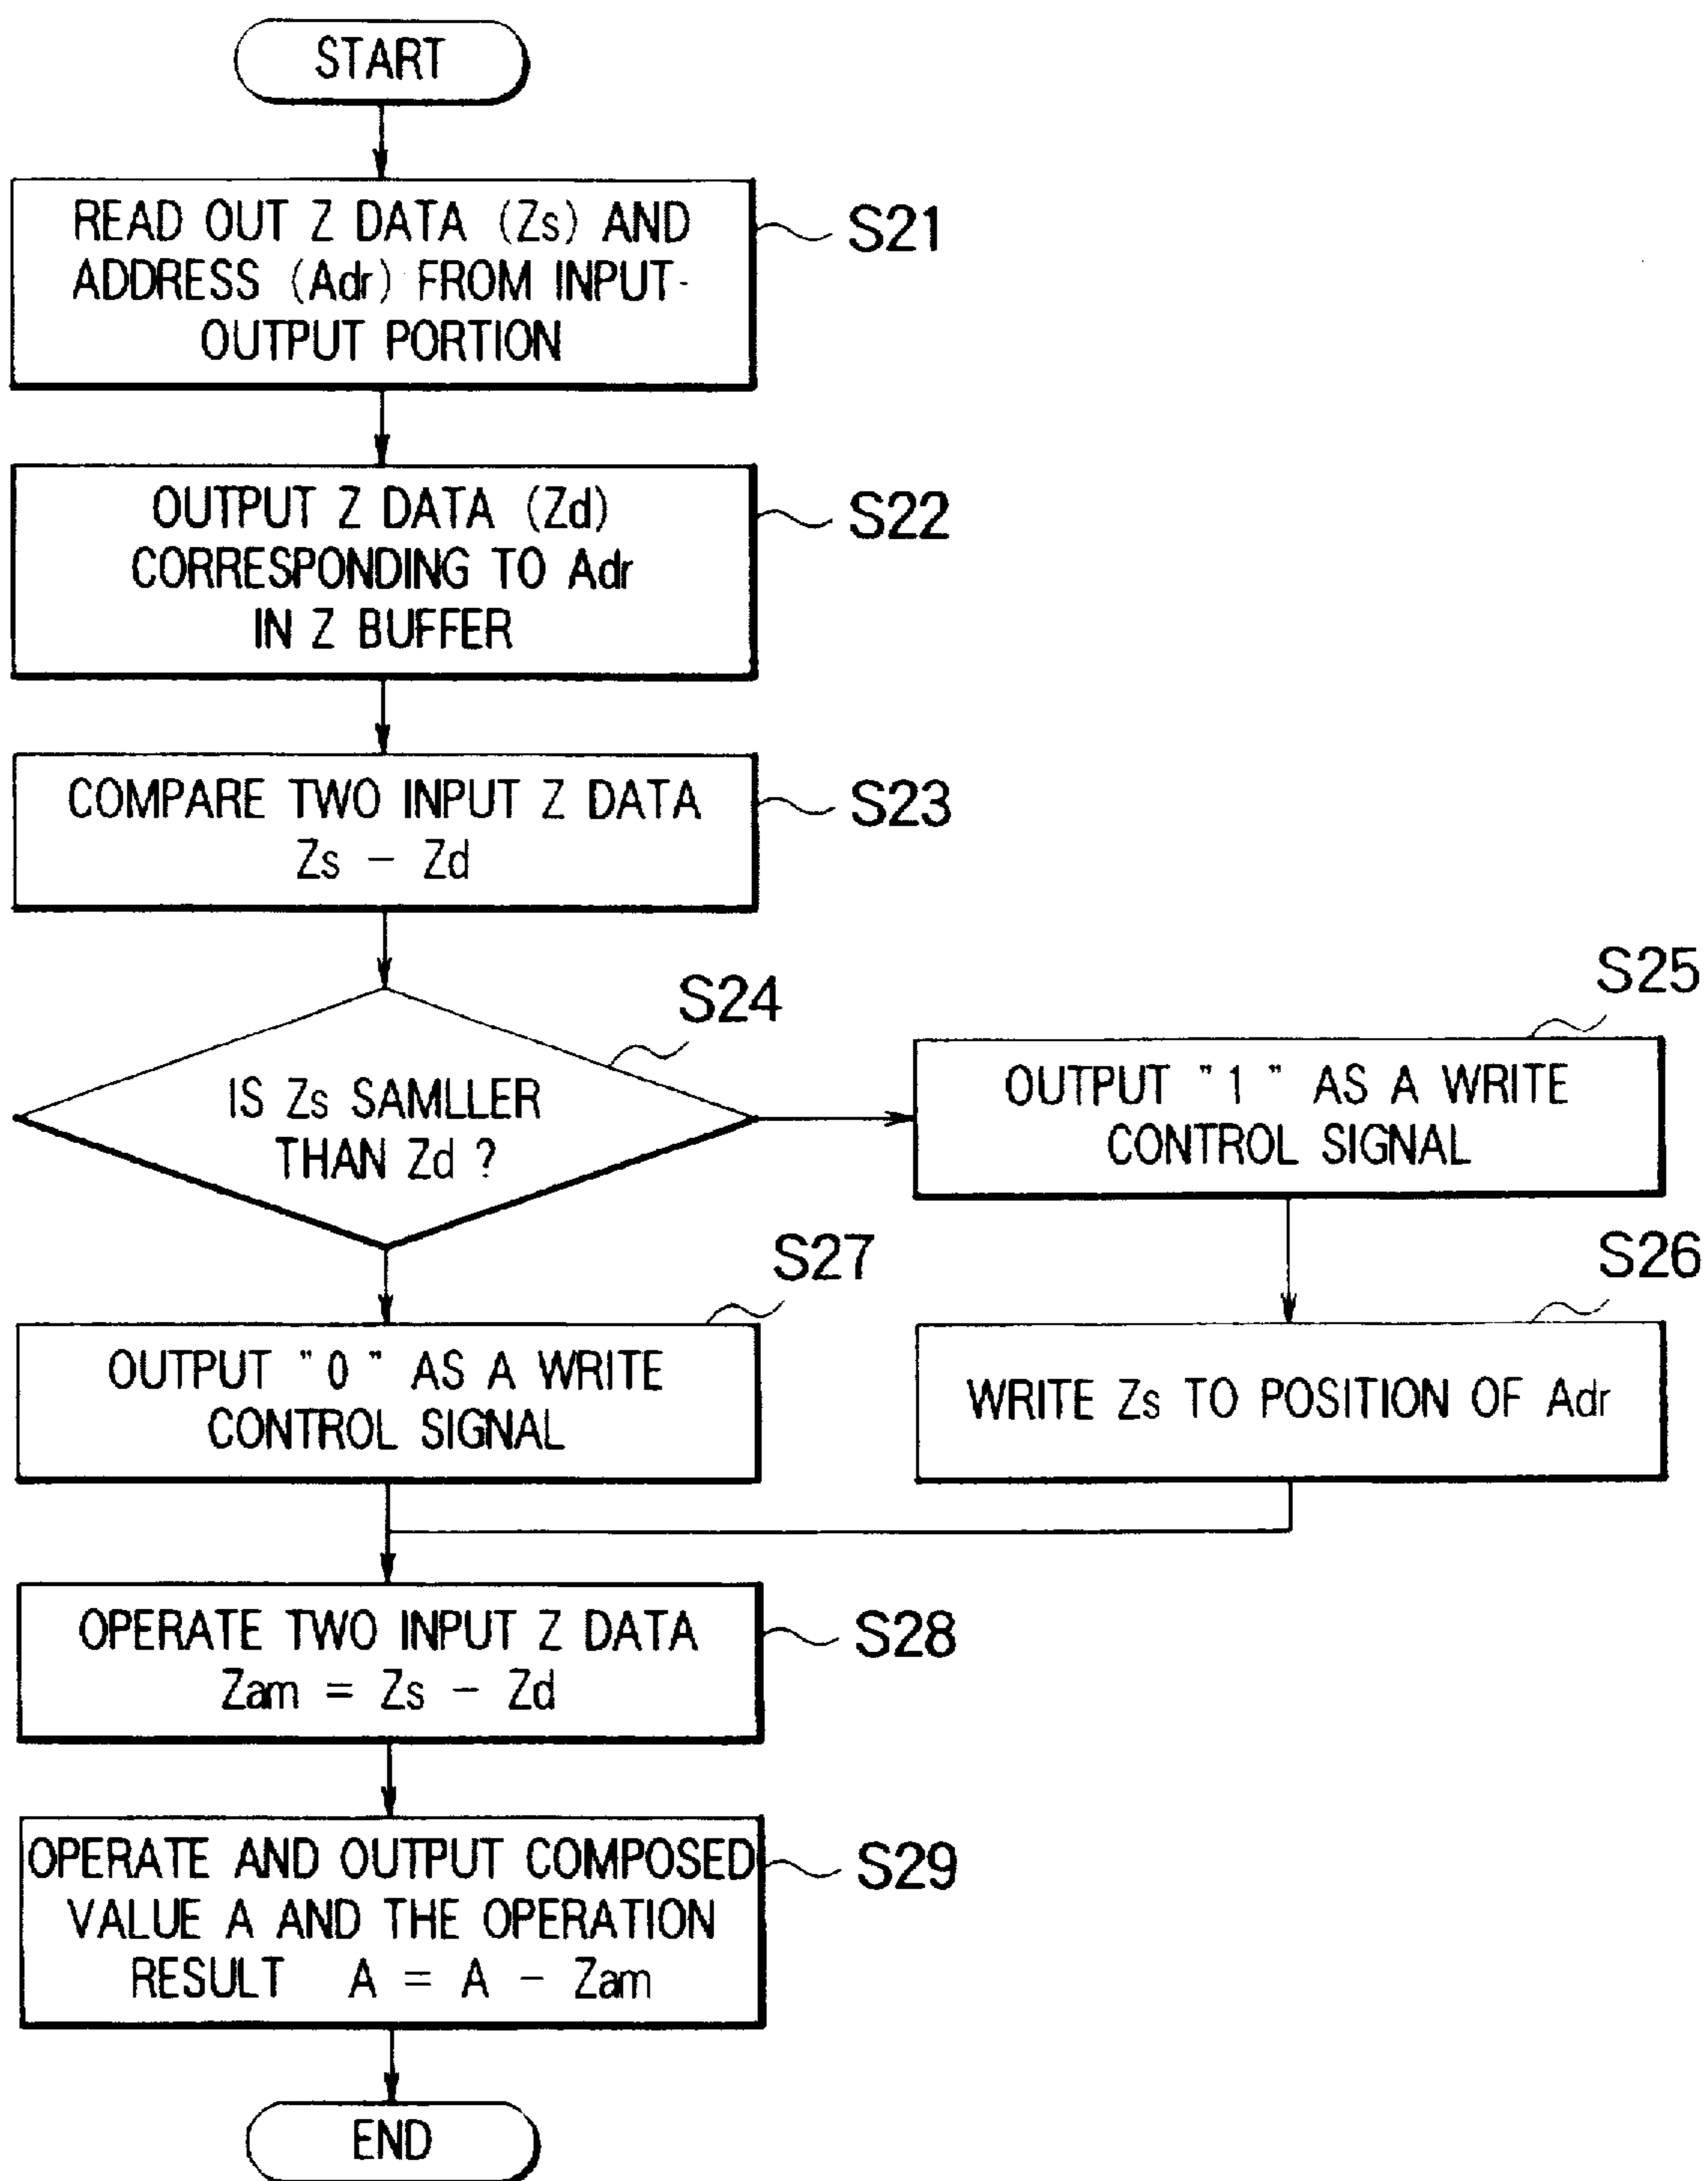 START
READ OUT Z DATA (Zs) AND
ADDRESS (Adr) FROM INPUT-
OUTPUT PORTION
S21
OUTPUT Z DATA (Zd)
CORRESPONDING TO Adr
IN Z BUFFER
S22
COMPARE TWO INPUT Z DATA
Zs - Zd
S23
IS Zs SAMLLER
THAN Zd ?
S24
S25
OUTPUT "1" AS A WRITE
CONTROL SIGNAL
S27
OUTPUT "0" AS A WRITE
CONTROL SIGNAL
S26
WRITE Zs TO POSITION OF Adr
OPERATE TWO INPUT Z DATA
Zam = Zs - Zd
S28
OPERATE AND OUTPUT COMPOSED
VALUE A AND THE OPERATION
RESULT A = A - Zam
S29
END